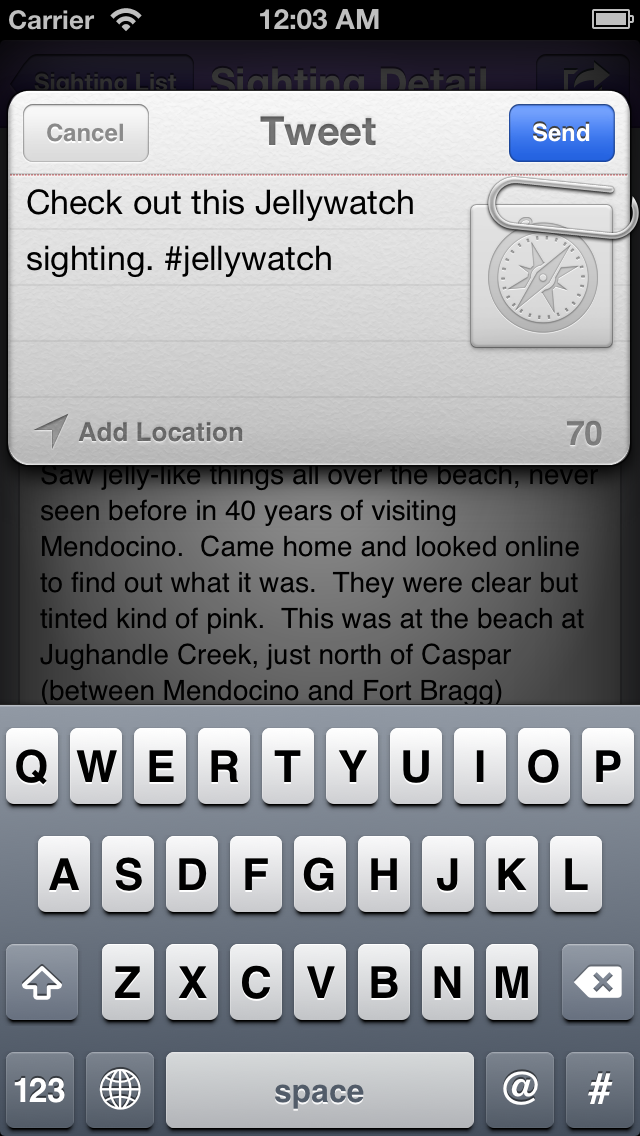 Carrier 12:03 AM
Sighting List Sighting Detail
Cancel Tweet Send
Check out this Jellywatch
sighting. #jellywatch
Add Location 70
Saw jelly-like things all over the beach, never
seen before in 40 years of visiting
Mendocino.  Came home and looked online
to find out what it was.  They were clear but
tinted kind of pink.  This was at the beach at
Jughandle Creek, just north of Caspar
(between Mendocino and Fort Bragg)
Q W E R T Y U I O P
A S D F G H J K L
Z X C V B N M
123 space @ #